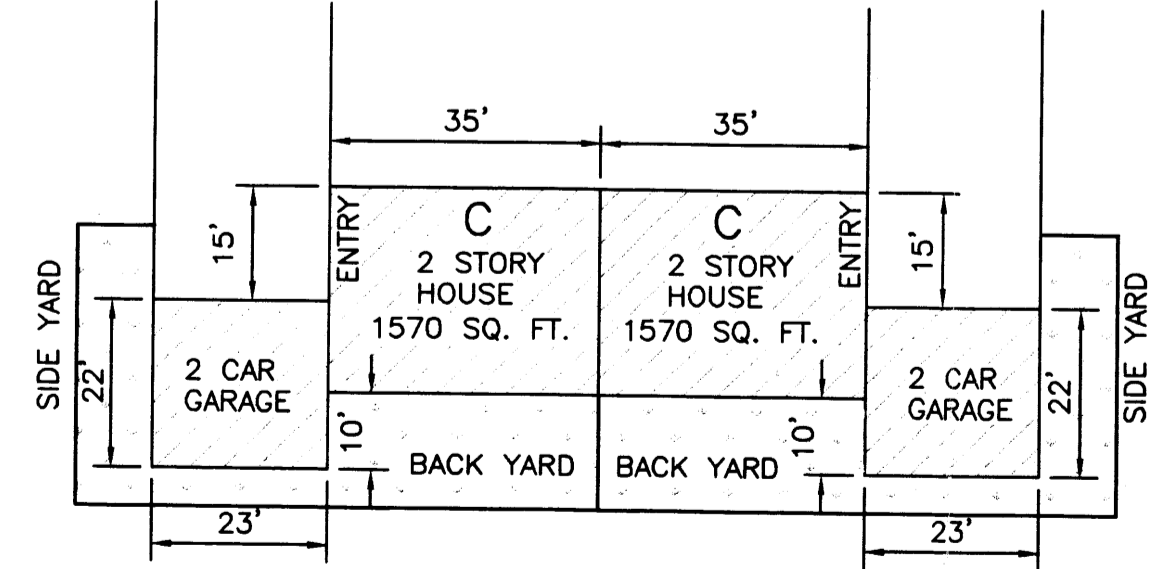 35'
35'
15'
ENTRY
C
2 STORY
HOUSE
1570 SQ. FT.
C
2 STORY
HOUSE
1570 SQ. FT.
ENTRY
15'
SIDE YARD
22'
2 CAR
GARAGE
10'
BACK YARD
BACK YARD
10'
2 CAR
GARAGE
22'
SIDE YARD
23'
23'